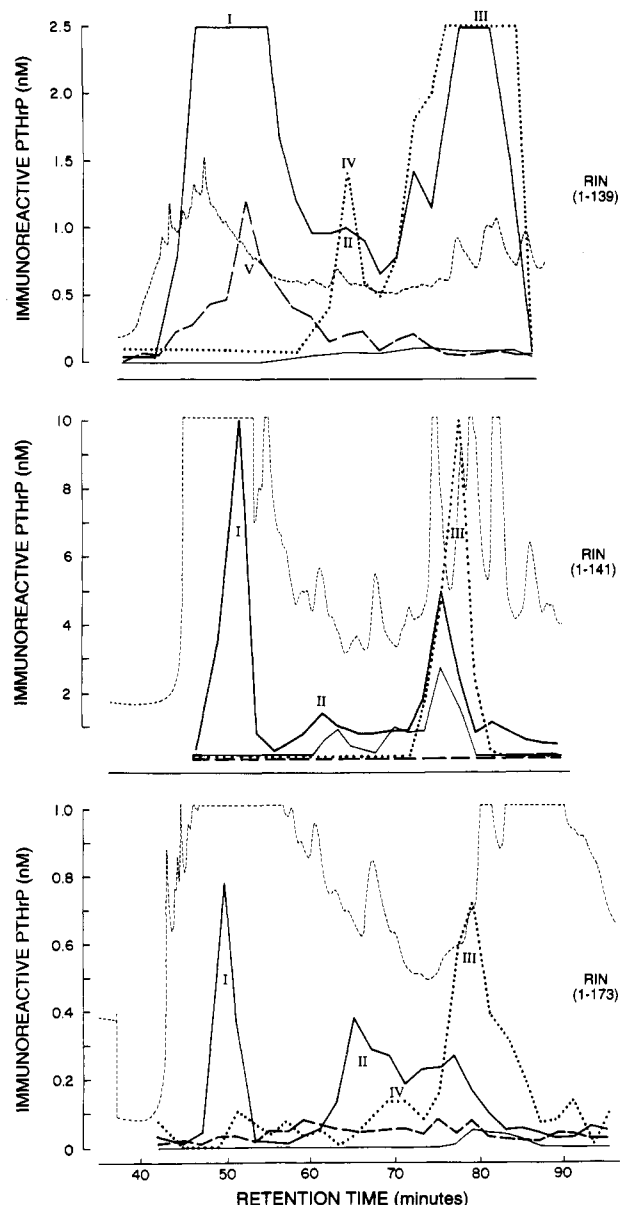 I
III
2.5
2.0
IMMUNOREACTIVE PTHrP (nM)
1.5
IV
RIN
(1-139)
1.0
II
V
0.5
0
10
8
I
III
RIN
(1-141)
IMMUNOREACTIVE PTHrP (nM)
6
4
II
2
1.0
0.8
I
III
RIN
(1-173)
IMMUNOREACTIVE PTHrP (nM)
0.6
0.4
II
IV
0.2
0
40 50 60 70 80 90
RETENTION TIME (minutes)